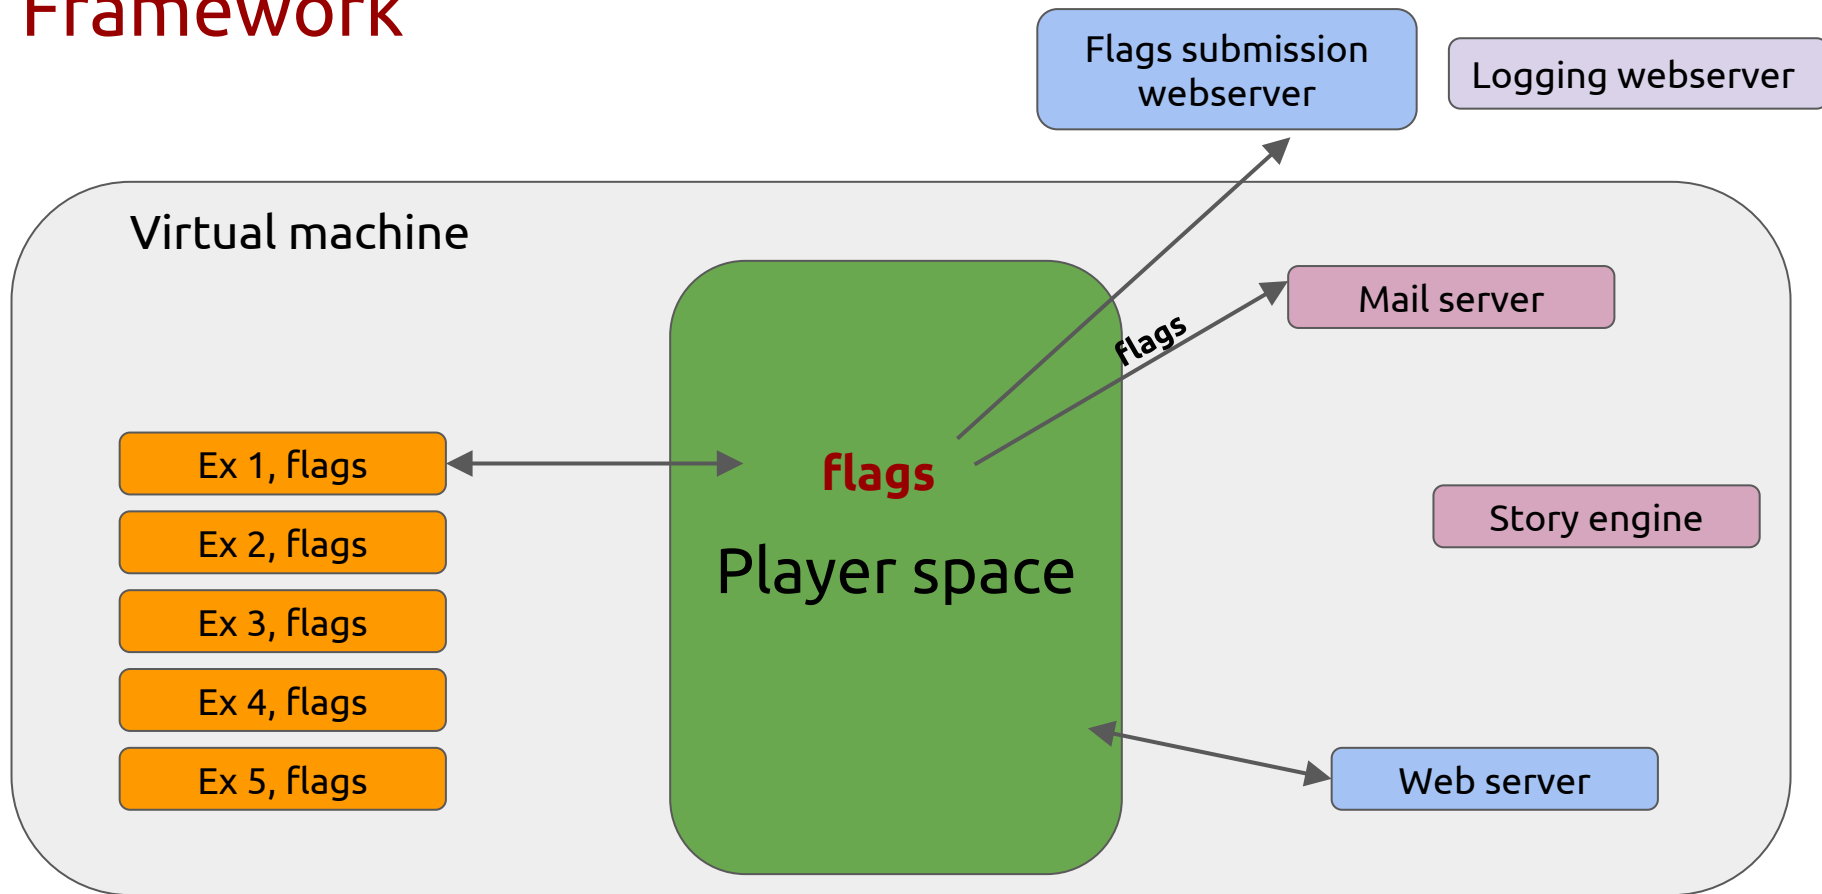 Framework
Flags submission
webserver
Logging webserver
Virtual machine
Mail server
flags
Ex 1, flags
flags
Ex 2, flags
Story engine
Player space
Ex 3, flags
Ex 4, flags
Ex 5, flags
Web server